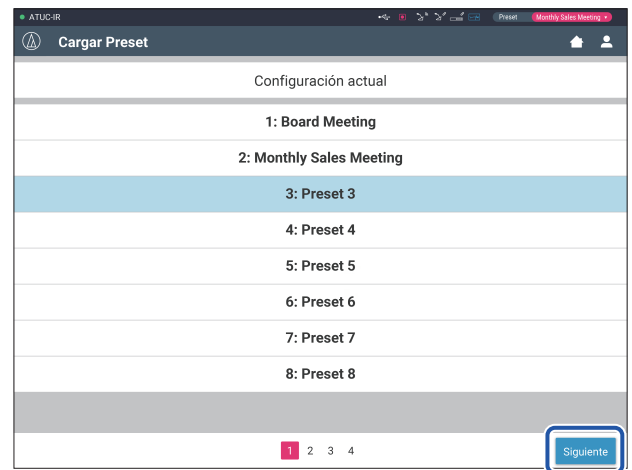 ATUC-IR Preset Monthly Sales Meeting
Cargar Preset
Configuración actual
1: Board Meeting
2: Monthly Sales Meeting
3: Preset 3
4: Preset 4
5: Preset 5
6: Preset 6
7: Preset 7
8: Preset 8
1 2 3 4 Siguiente